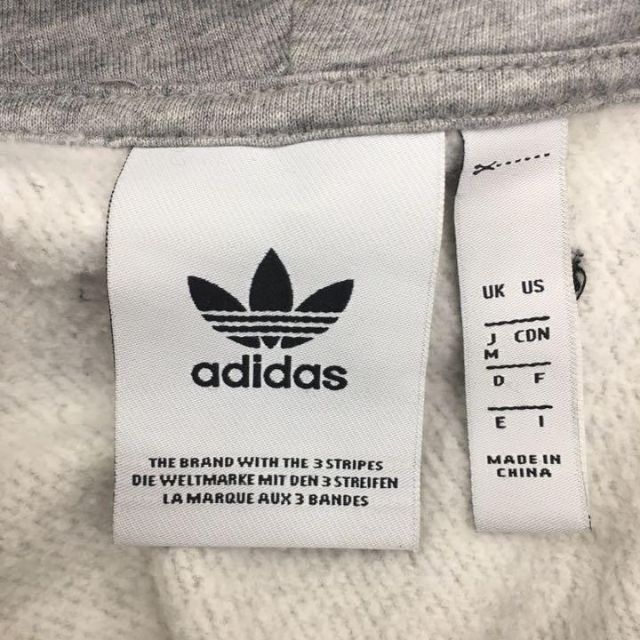 adidas
THE BRAND WITH THE 3 STRIPES
DIE WELTMARKE MIT DEN 3 STREIFEN
LA MARQUE AUX 3 BANDES
UK US
J CDN
M
D F
E I
MADE IN
CHINA